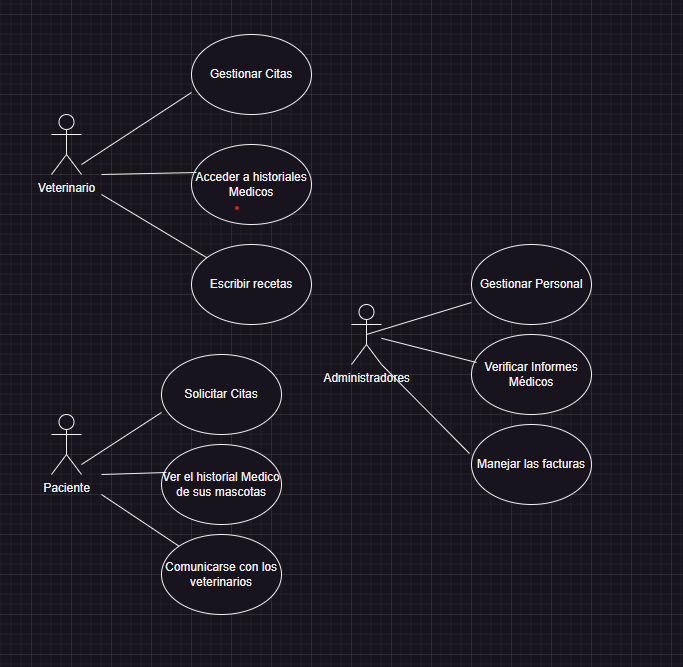 Gestionar Citas
Veterinario
Acceder a historiales
Medicos
Escribir recetas
Gestionar Personal
Administradores
Verificar Informes
Médicos
Manejar las facturas
Solicitar Citas
Paciente
Ver el historial Medico
de sus mascotas
Comunicarse con los
veterinarios